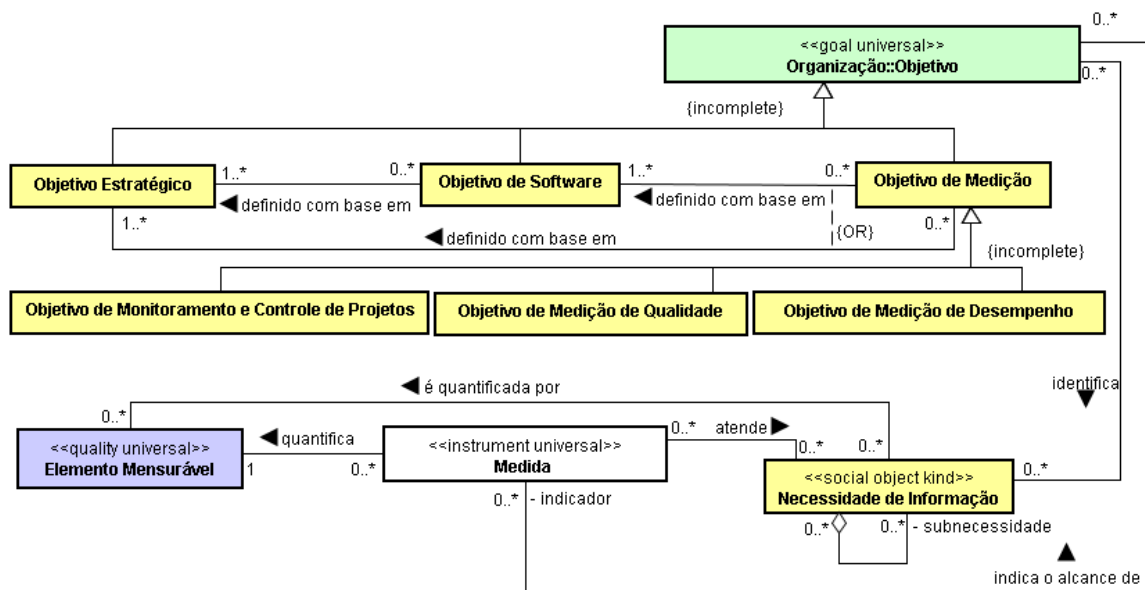 0..*
<<goal universal>>
Organização::Objetivo
0..*
{incomplete}
Objetivo Estratégico
1..*
0..*
Objetivo de Software
1..*
0..*
Objetivo de Medição
definido com base em
definido com base em
1..*
0..*
definido com base em
{OR}
{incomplete}
Objetivo de Monitoramento e Controle de Projetos
Objetivo de Medição de Qualidade
Objetivo de Medição de Desempenho
é quantificada por
identifica
0..*
<<quality universal>>
Elemento Mensurável
quantifica
1
0..*
<<instrument universal>>
Medida
0..*
atende
0..*
0..*
<<social object kind>>
Necessidade de Informação
0..*
0..*
- indicador
0..*
0..*
- subnecessidade
indica o alcance de